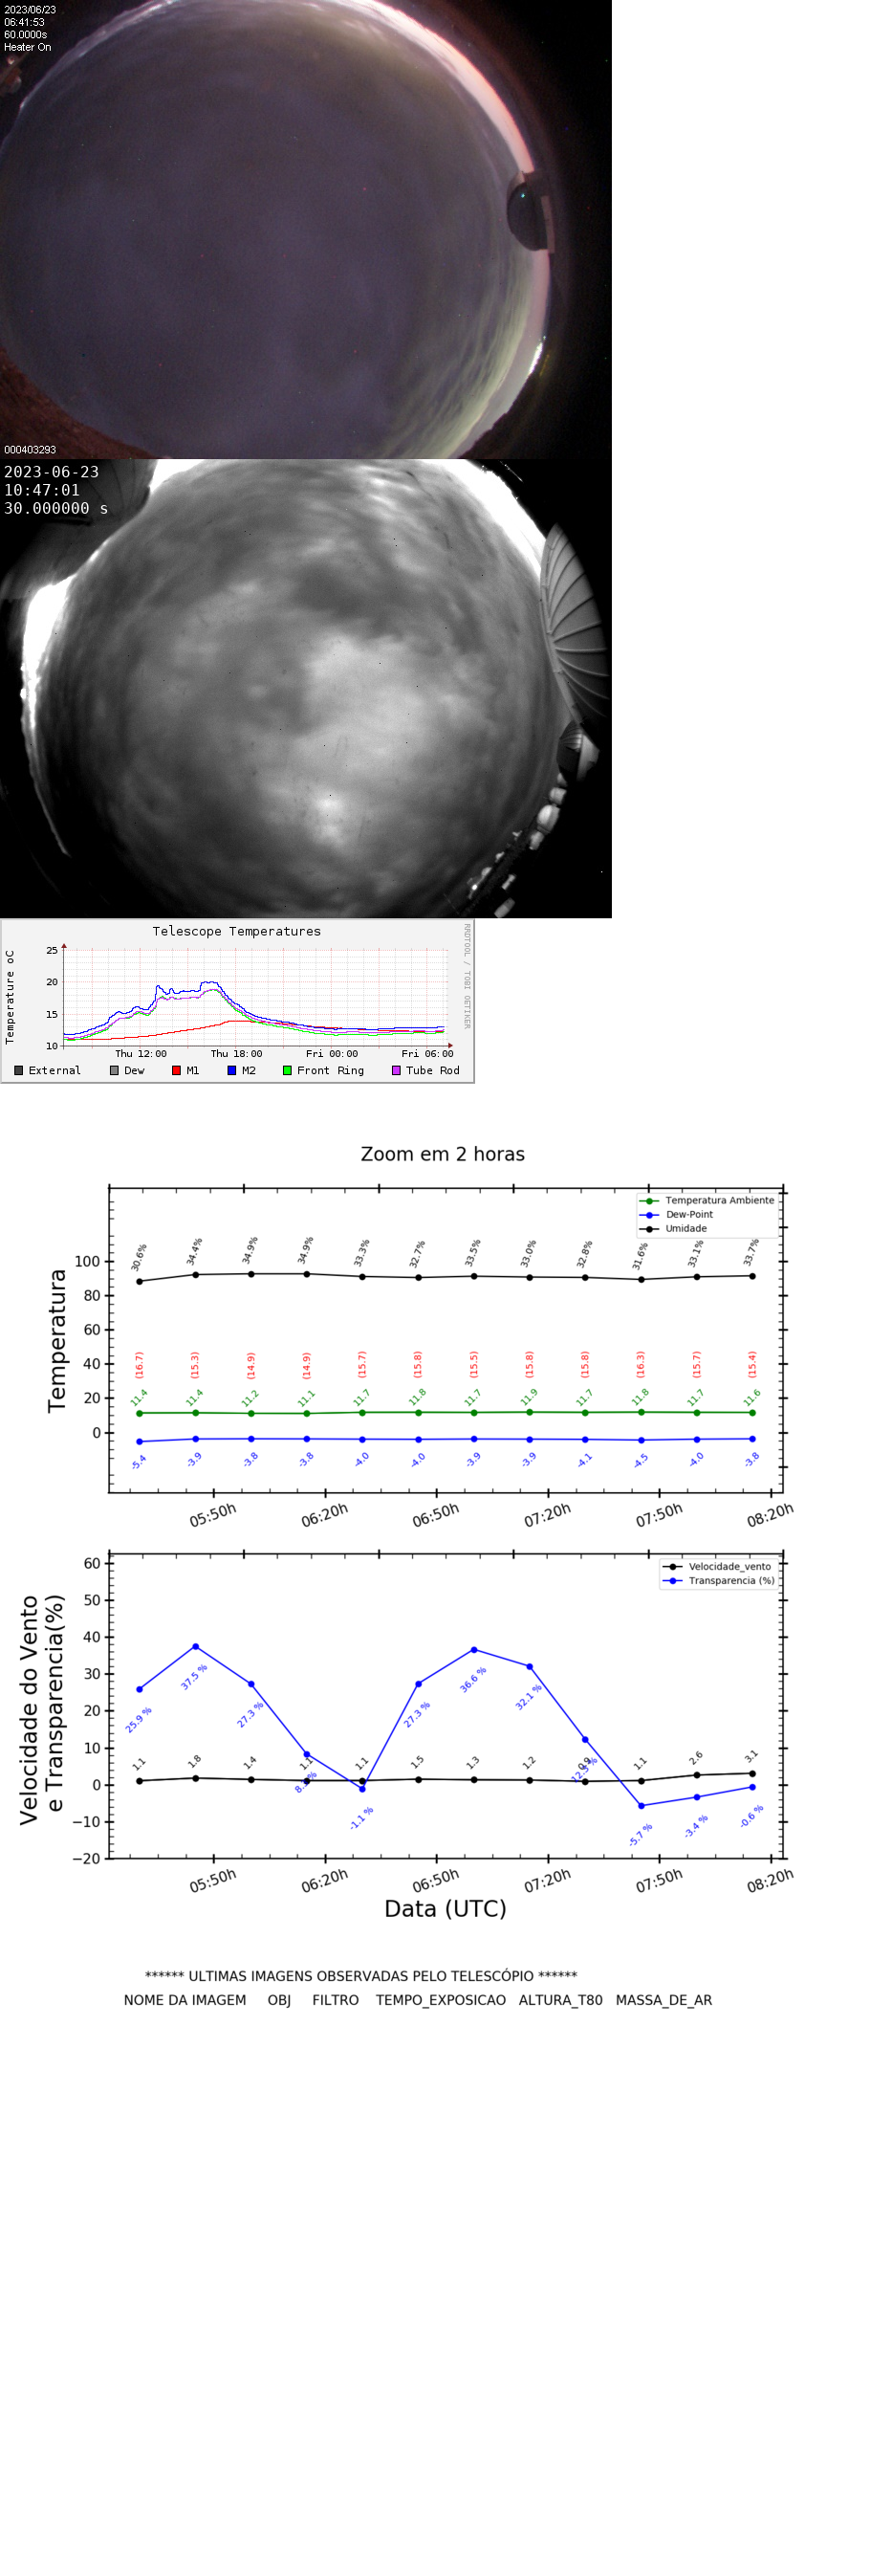 2023/06/23
06:41:53
60.0000s
Heater On
000403293
2023-06-23
10:47:01
30.000000 s
Telescope Temperatures
RRDTOOL / TOBI OETIKER
Temperature oC
25
20
15
10
Thu 12:00 Thu 18:00 Fri 00:00 Fri 06:00
External Dew M1 M2 Front Ring Tube Rod
Zoom em 2 horas
Temperatura Ambiente
Dew-Point
Umidade
Temperatura
100
80
60
40
20
0
30.6% 34.4% 34.9% 34.9% 33.3% 32.7% 33.5% 33.0% 32.8% 31.6% 33.1% 33.7%
(16.7) (15.3) (14.9) (14.9) (15.7) (15.8) (15.5) (15.8) (15.8) (16.3) (15.7) (15.4)
11.4 11.4 11.2 11.1 11.7 11.8 11.7 11.9 11.7 11.8 11.7 11.6
-5.4 -3.9 -3.8 -3.8 -4.0 -4.0 -3.9 -3.9 -4.1 -4.5 -4.0 -3.8
05:50h 06:20h 06:50h 07:20h 07:50h 08:20h
Velocidade_vento
Transparencia (%)
Velocidade do Vento
e Transparencia(%)
60
50
40
30
20
10
0
−10
−20
1.1 1.8 1.4 1.1 1.1 1.5 1.3 1.2 0.9 1.1 2.6 3.1
25.9 % 37.5 % 27.3 % -1.1 % 27.3 % 36.6 % 32.1 % -5.7 % -3.4 % -0.6 %
05:50h 06:20h 06:50h 07:20h 07:50h 08:20h
Data (UTC)
****** ULTIMAS IMAGENS OBSERVADAS PELO TELESCÓPIO ******
NOME DA IMAGEM OBJ FILTRO TEMPO_EXPOSICAO ALTURA_T80 MASSA_DE_AR